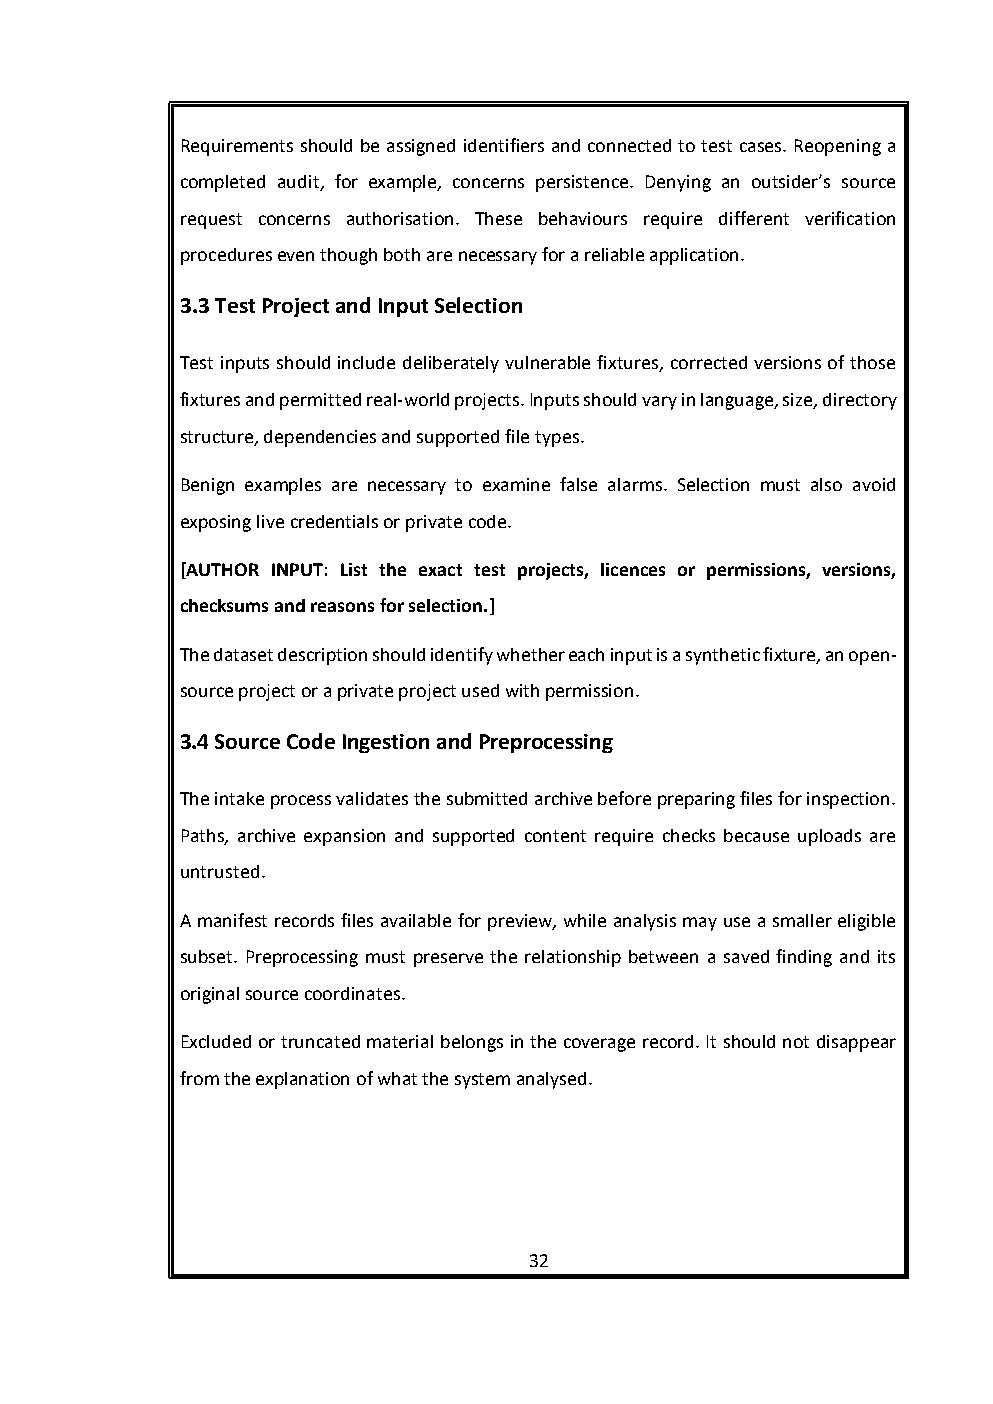 Requirements should be assigned identifiers and connected to test cases. Reopening a
completed audit, for example, concerns persistence. Denying an outsider’s source
request concerns authorisation. These behaviours require different verification
procedures even though both are necessary for a reliable application.
3.3 Test Project and Input Selection
Test inputs should include deliberately vulnerable fixtures, corrected versions of those
fixtures and permitted real-world projects. Inputs should vary in language, size, directory
structure, dependencies and supported file types.
Benign examples are necessary to examine false alarms. Selection must also avoid
exposing live credentials or private code.
[AUTHOR INPUT: List the exact test projects, licences or permissions, versions,
checksums and reasons for selection.]
The dataset description should identify whether each input is a synthetic fixture, an open-
source project or a private project used with permission.
3.4 Source Code Ingestion and Preprocessing
The intake process validates the submitted archive before preparing files for inspection.
Paths, archive expansion and supported content require checks because uploads are
untrusted.
A manifest records files available for preview, while analysis may use a smaller eligible
subset. Preprocessing must preserve the relationship between a saved finding and its
original source coordinates.
Excluded or truncated material belongs in the coverage record. It should not disappear
from the explanation of what the system analysed.
32